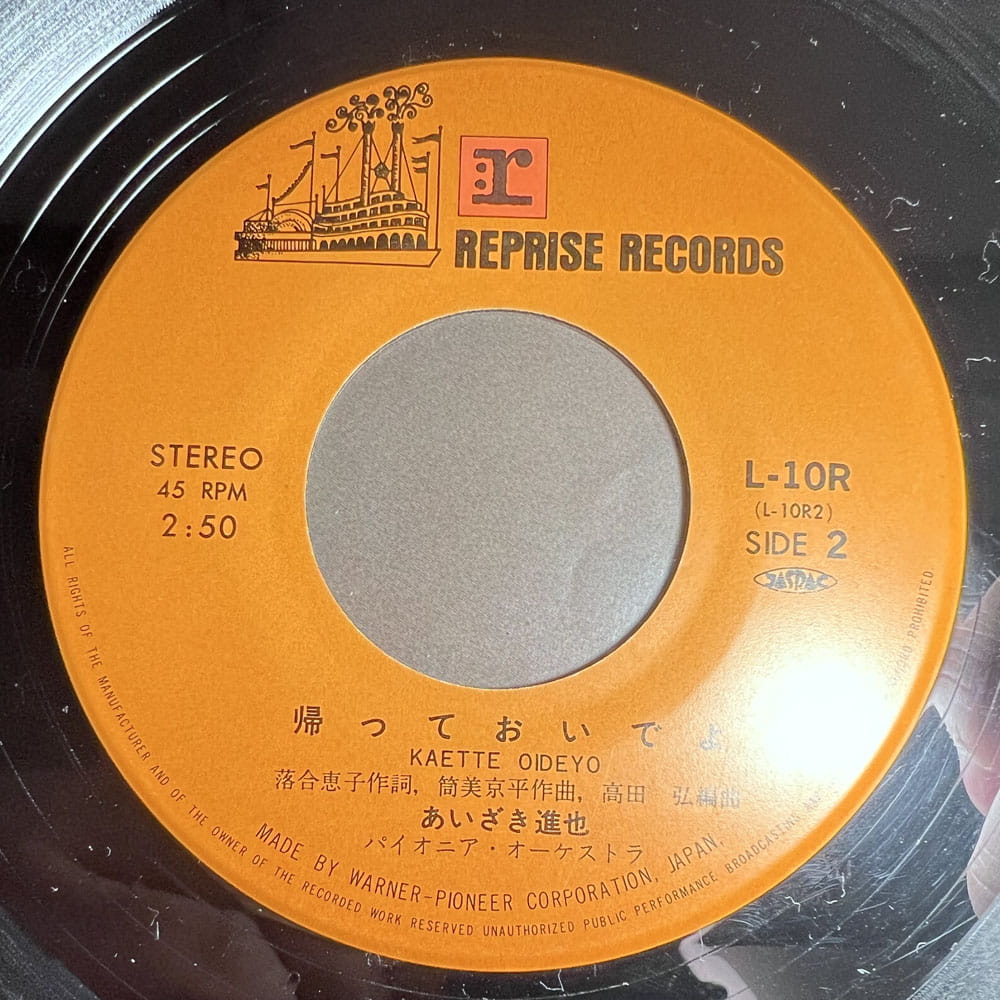 r:
REPRISE RECORDS
STEREO
45 RPM
2:50
L-10R
(L-10R2)
SIDE 2
JASRAC
帰っておいでよ
KAETTE OIDEYO
落合恵子作詞, 筒美京平作曲, 高田 弘編曲
あいざき進也
パイオニア・オーケストラ
MADE BY WARNER-PIONEER CORPORATION, JAPAN,
ALL RIGHTS OF THE MANUFACTURER AND OF THE OWNER OF THE RECORDED WORK RESERVED UNAUTHORIZED PUBLIC PERFORMANCE BROADCASTING PROHIBITED.